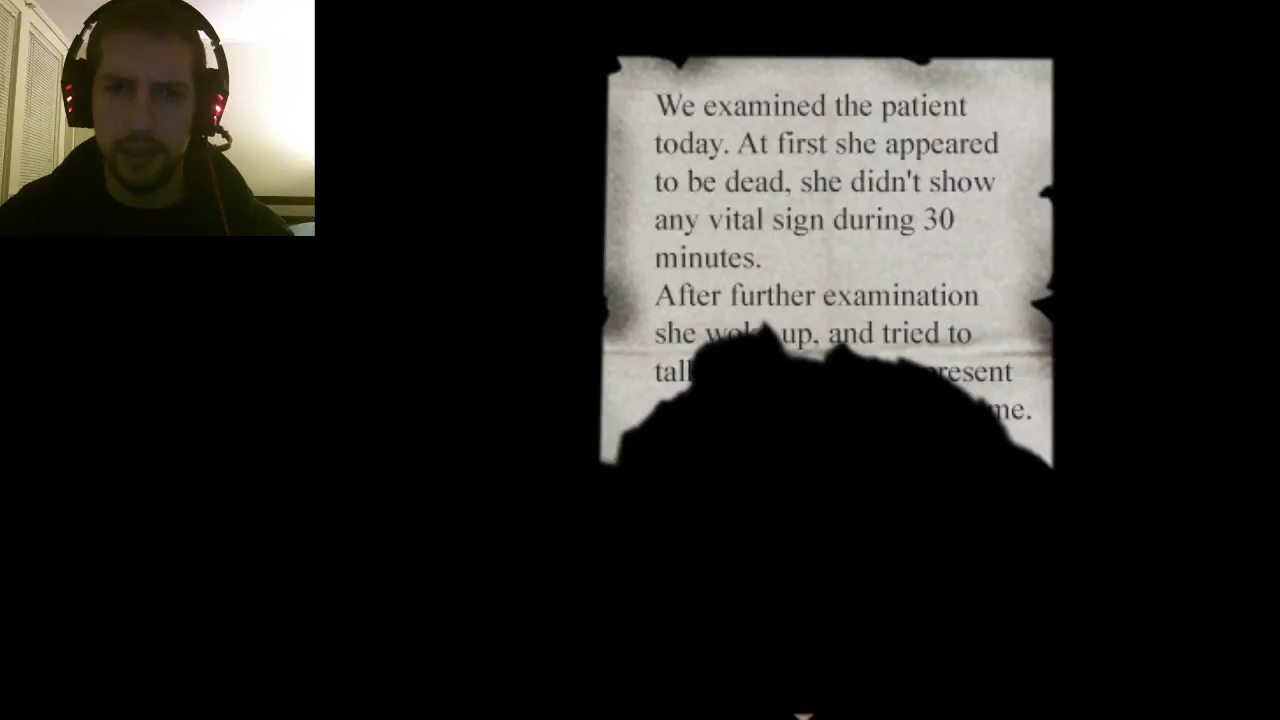 We examined the patient
today. At first she appeared
to be dead, she didn't show
any vital sign during 30
minutes.
After further examination
she up, and tried to